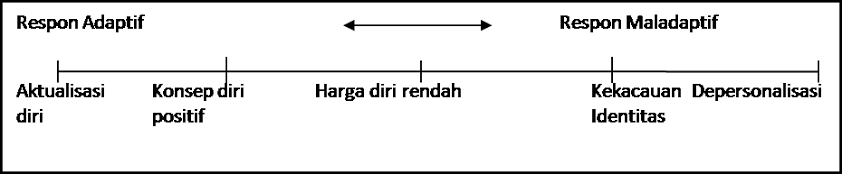 Respon Adaptif Respon Maladaptif
Aktualisasi Konsep diri Harga diri rendah Kekacauan Depersonalisasi
diri positif Identitas